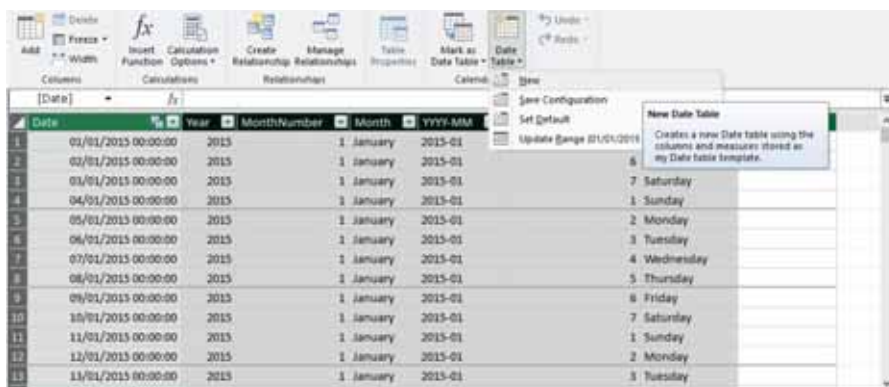 Delete
Freeze
Width
Add
Insert Function
Calculation Options
Create Relationship
Manage Relationships
Table Properties
Mark as Data Table
Date Table
Undo
Redo
Columns
Calculations
Relationships
Calend
[Date] fx
New
Save Configuration
Set Default
Update Range (01/01/2015
New Date Table
Creates a new Date table using the
columns and measures stored as
my Date table template.
Date Year MonthNumber Month YYYY-MM
1 01/01/2015 00:00:00 2015 1 January 2015-01
2 02/01/2015 00:00:00 2015 1 January 2015-01 6
3 03/01/2015 00:00:00 2015 1 January 2015-01 7 Saturday
4 04/01/2015 00:00:00 2015 1 January 2015-01 1 Sunday
5 05/01/2015 00:00:00 2015 1 January 2015-01 2 Monday
6 06/01/2015 00:00:00 2015 1 January 2015-01 3 Tuesday
7 07/01/2015 00:00:00 2015 1 January 2015-01 4 Wednesday
8 08/01/2015 00:00:00 2015 1 January 2015-01 5 Thursday
9 09/01/2015 00:00:00 2015 1 January 2015-01 6 Friday
10 10/01/2015 00:00:00 2015 1 January 2015-01 7 Saturday
11 11/01/2015 00:00:00 2015 1 January 2015-01 1 Sunday
12 12/01/2015 00:00:00 2015 1 January 2015-01 2 Monday
13 13/01/2015 00:00:00 2015 1 January 2015-01 3 Tuesday